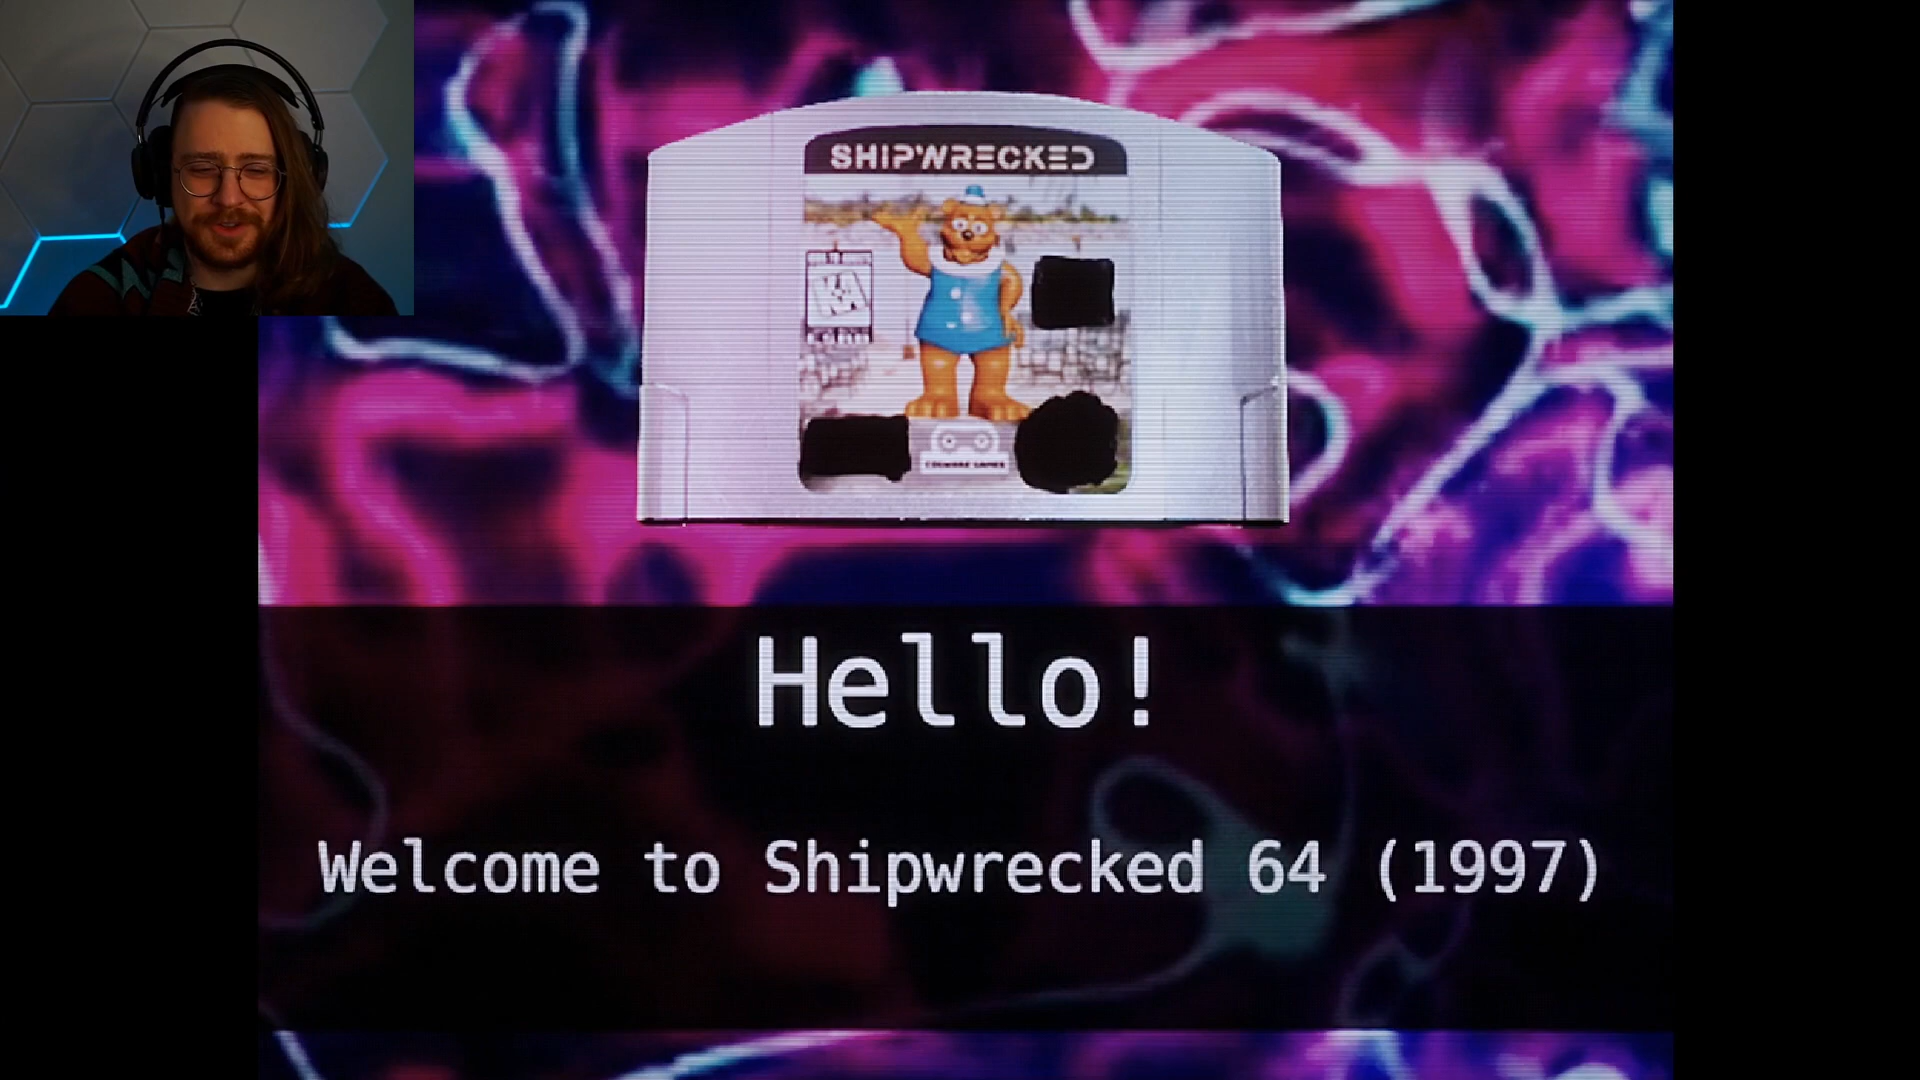 SHIPWRECKED
K-A
Hello!
Welcome to Shipwrecked 64 (1997)